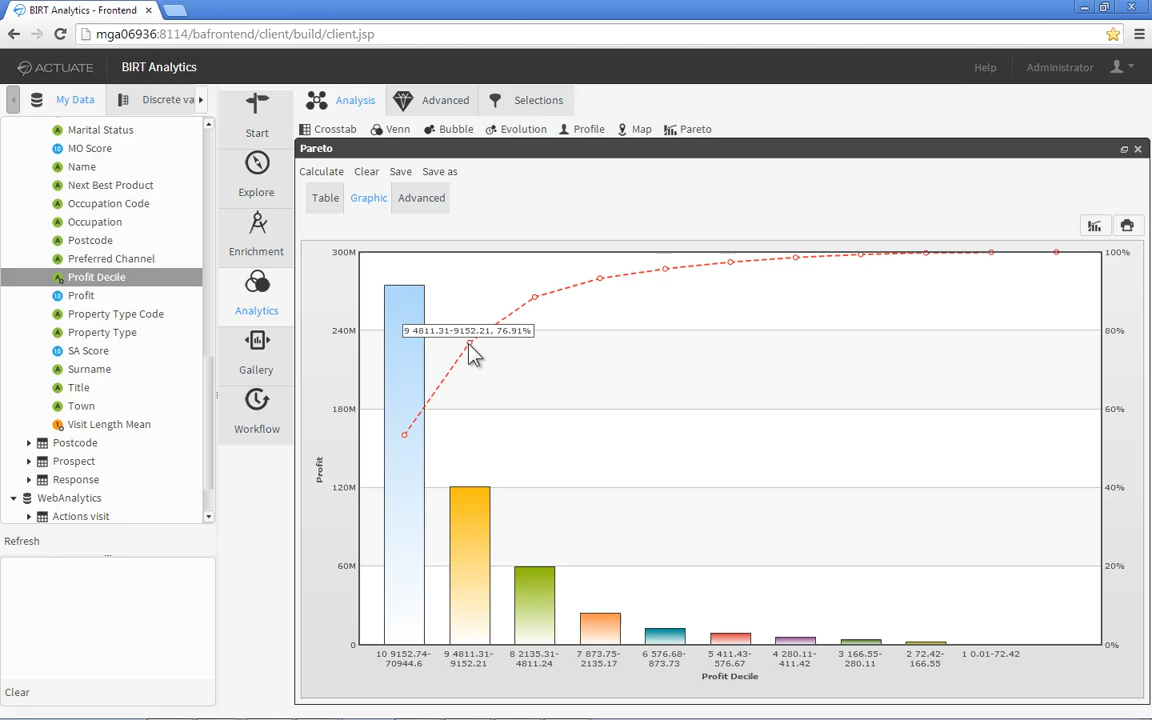 BIRT Analytics - Frontend
mga06936:8114/bafrontend/client/build/client.jsp
ACTUATE
BIRT Analytics
Help
Administrator
My Data
Discrete va
Analysis
Advanced
Selections
Crosstab
Venn
Bubble
Evolution
Profile
Map
Pareto
Marital Status
MO Score
Name
Next Best Product
Occupation Code
Occupation
Postcode
Preferred Channel
Profit Decile
Profit
Property Type Code
Property Type
SA Score
Surname
Title
Town
Visit Length Mean
Postcode
Prospect
Response
WebAnalytics
Actions visit
Refresh
Clear
Start
Explore
Enrichment
Analytics
Gallery
Workflow
Pareto
Calculate
Clear
Save
Save as
Table
Graphic
Advanced
300M
240M
180M
120M
60M
0
Profit
9 4811.31-9152.21, 76.91%
100%
80%
60%
40%
20%
0%
10 9152.74-
70944.6
9 4811.31-
9152.21
8 2135.31-
4811.24
7 873.75-
2135.17
6 576.68-
873.73
5 411.43-
576.67
4 280.11-
411.42
3 166.55-
280.11
2 72.42-
166.55
1 0.01-72.42
Profit Decile